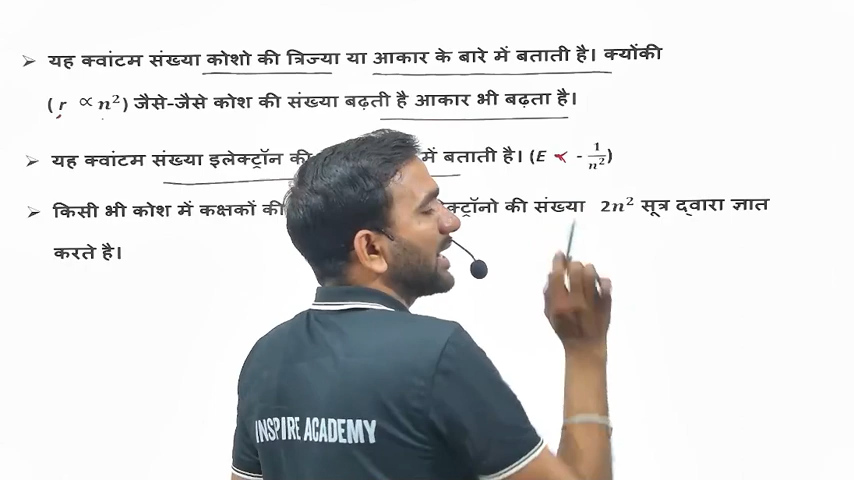 ➢ यह क्वांटम संख्या कोशो की त्रिज्या या आकार के बारे में बताती है। क्योंकी
(r ∝ n²) जैसे-जैसे कोश की संख्या बढ़ती है आकार भी बढ़ता है।
➢ यह क्वांटम संख्या इलेक्ट्रॉन की में बताती है। (E ∝ - 1/n²)
➢ किसी भी कोश में कक्षकों की क्ट्रॉनो की संख्या 2n² सूत्र द्वारा ज्ञात
करते है।
INSPIRE ACADEMY